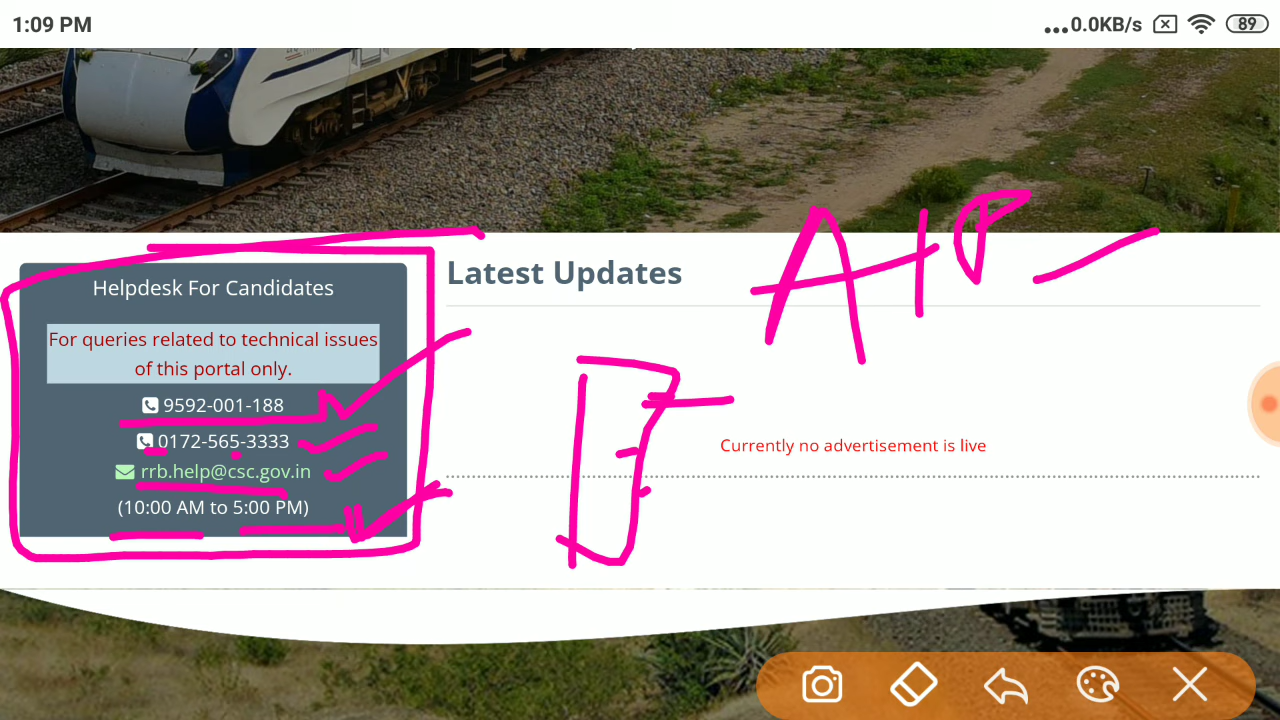 1:09 PM
...0.0KB/s
89
Helpdesk For Candidates
For queries related to technical issues
of this portal only.
9592-001-188
0172-565-3333
rrb.help@csc.gov.in
(10:00 AM to 5:00 PM)
Latest Updates
Currently no advertisement is live